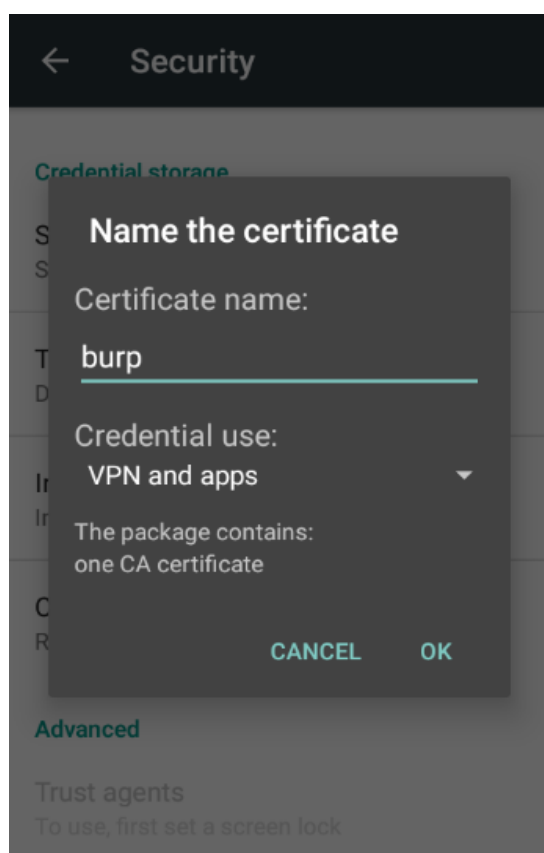 Security
Credential storage
Name the certificate
Certificate name:
burp
Credential use:
VPN and apps
The package contains:
one CA certificate
CANCEL OK
Advanced
Trust agents
To use, first set a screen lock